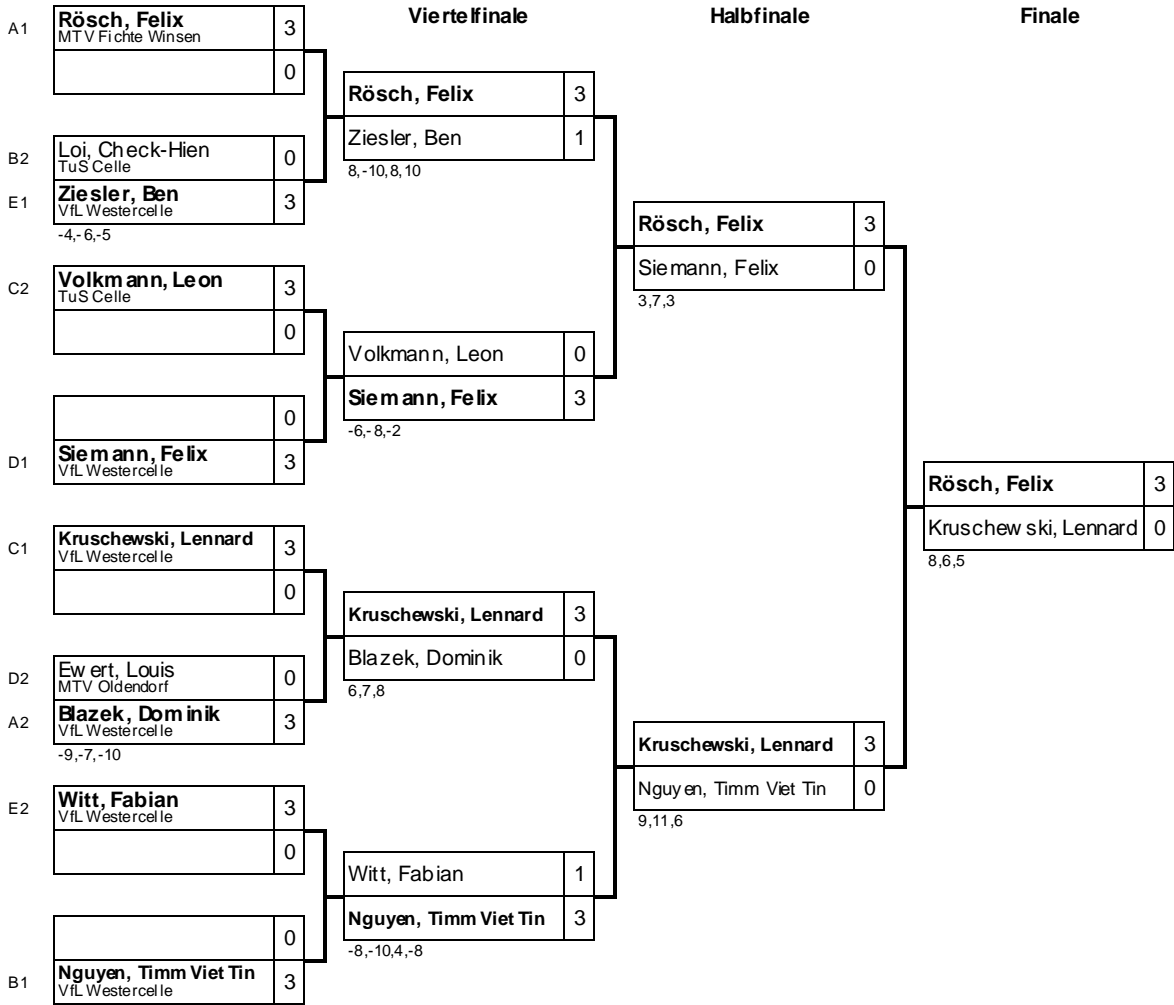 Viertelfinale
Halbfinale
Finale
A1
Rösch, Felix
MTV Fichte Winsen
3
0
B2
Loi, Check-Hien
TuS Celle
0
E1
Ziesler, Ben
VfL Westercelle
3
-4,-6,-5
C2
Volkmann, Leon
TuS Celle
3
0
0
D1
Siemann, Felix
VfL Westercelle
3
C1
Kruschewski, Lennard
VfL Westercelle
3
0
D2
Ewert, Louis
MTV Oldendorf
0
A2
Blazek, Dominik
VfL Westercelle
3
-9,-7,-10
E2
Witt, Fabian
VfL Westercelle
3
0
0
B1
Nguyen, Timm Viet Tin
VfL Westercelle
3
Rösch, Felix 3
Ziesler, Ben 1
8,-10,8,10
Volkmann, Leon 0
Siemann, Felix 3
-6,-8,-2
Kruschewski, Lennard 3
Blazek, Dominik 0
6,7,8
Witt, Fabian 1
Nguyen, Timm Viet Tin 3
-8,-10,4,-8
Rösch, Felix 3
Siemann, Felix 0
3,7,3
Kruschewski, Lennard 3
Nguyen, Timm Viet Tin 0
9,11,6
Rösch, Felix 3
Kruschewski, Lennard 0
8,6,5